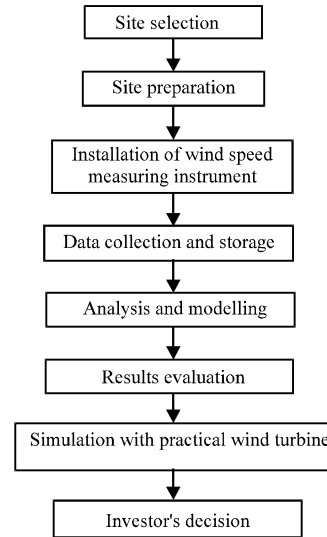 Site selection
Site preparation
Installation of wind speed
measuring instrument
Data collection and storage
Analysis and modelling
Results evaluation
Simulation with practical wind turbine
Investor's decision